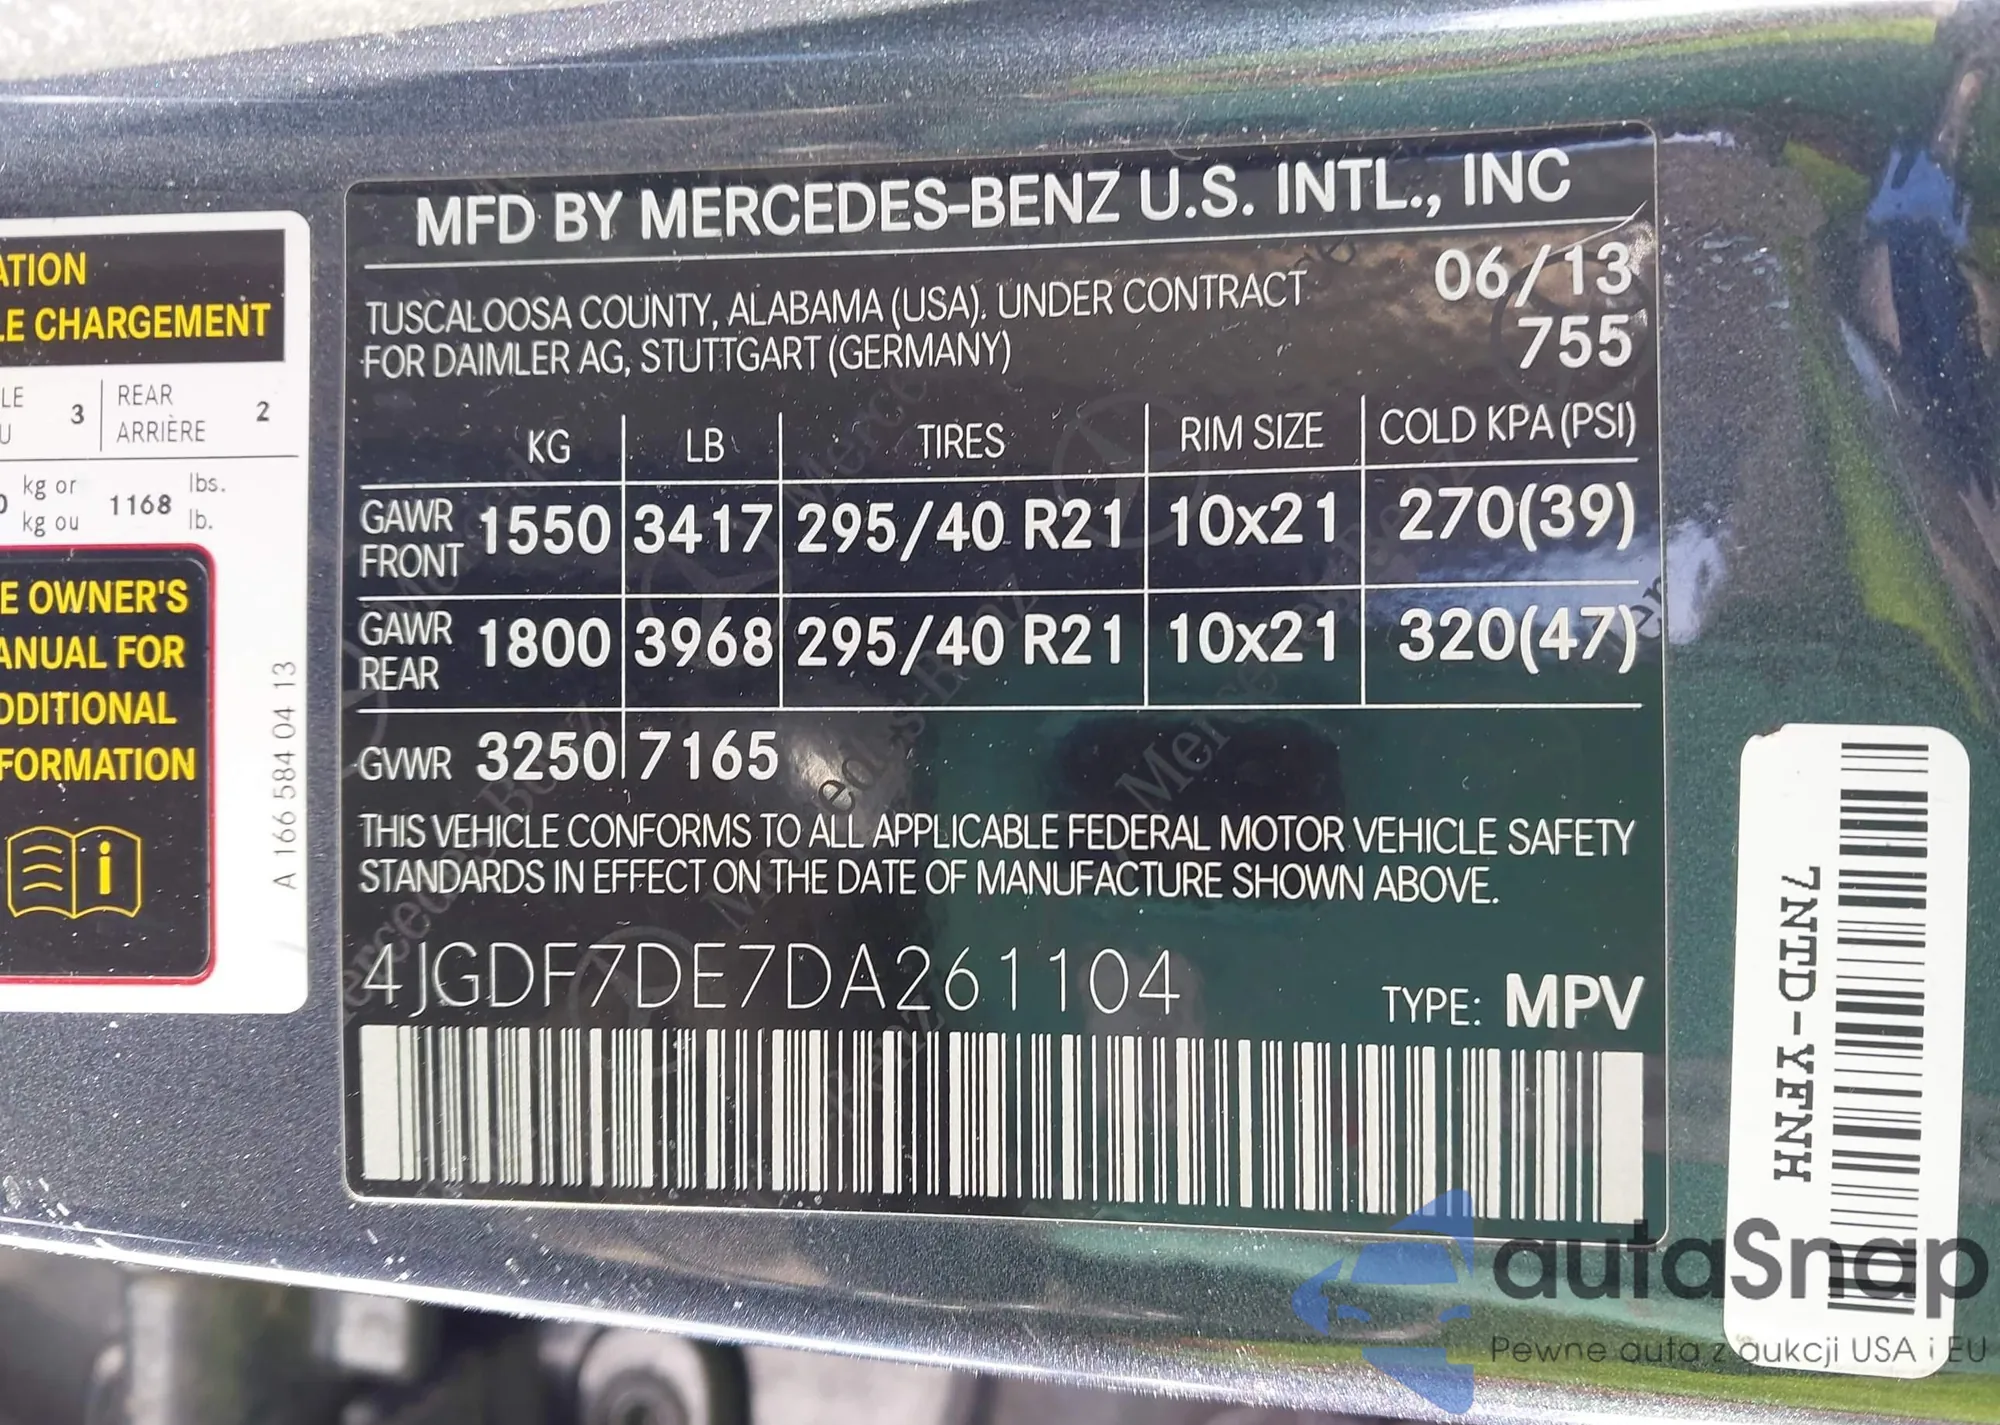 ATION
LE CHARGEMENT
LE
U
3
REAR
ARRIÈRE
2
kg or
kg ou
1168
lbs.
lb.
E OWNER'S
ANUAL FOR
DDITIONAL
FORMATION
A 166 584 04 13
MFD BY MERCEDES-BENZ U.S. INTL., INC
TUSCALOOSA COUNTY, ALABAMA (USA). UNDER CONTRACT
FOR DAIMLER AG, STUTTGART (GERMANY)
06/13
755
KG LB TIRES RIM SIZE COLD KPA (PSI)
GAWR FRONT 1550 3417 295/40 R21 10x21 270(39)
GAWR REAR 1800 3968 295/40 R21 10x21 320(47)
GVWR 3250 7165
THIS VEHICLE CONFORMS TO ALL APPLICABLE FEDERAL MOTOR VEHICLE SAFETY
STANDARDS IN EFFECT ON THE DATE OF MANUFACTURE SHOWN ABOVE.
4JGDF7DE7DA261104
TYPE: MPV
7NTD-YFNH
autaSnap
Pewne auta z aukcji USA i EU